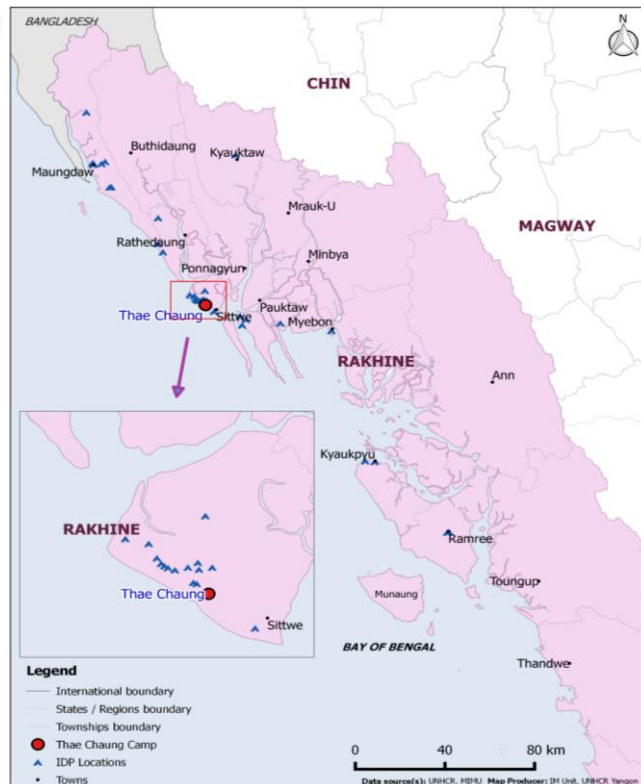 BANGLADESH
N
CHIN
Buthidaung
Kyauktaw
Maungdaw
Mrauk-U
MAGWAY
Rathedaung
Minbya
Ponnagyun
Pauktaw
Thae Chaung
Sittwe
Myebon
RAKHINE
Ann
Kyaukpyu
RAKHINE
Ramree
Thae Chaung
Toungup
Munaung
Sittwe
BAY OF BENGAL
Thandwe
Legend
International boundary
States / Regions boundary
Townships boundary
Thae Chaung Camp
IDP Locations
Towns
0 40 80 km
Data source(s): UNHCR, MIMU Map Producer: IM Unit, UNHCR Yangon